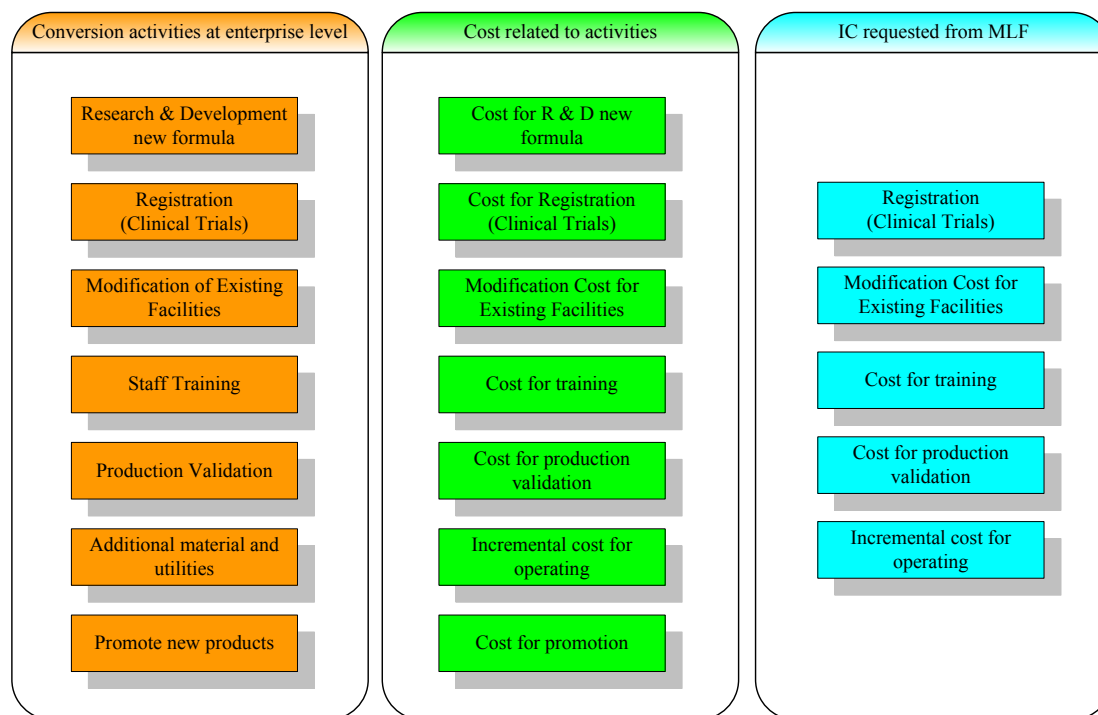 Conversion activities at enterprise level
Research & Development
new formula
Registration
(Clinical Trials)
Modification of Existing
Facilities
Staff Training
Production Validation
Additional material and
utilities
Promote new products
Cost related to activities
Cost for R & D new
formula
Cost for Registration
(Clinical Trials)
Modification Cost for
Existing Facilities
Cost for training
Cost for production
validation
Incremental cost for
operating
Cost for promotion
IC requested from MLF
Registration
(Clinical Trials)
Modification Cost for
Existing Facilities
Cost for training
Cost for production
validation
Incremental cost for
operating